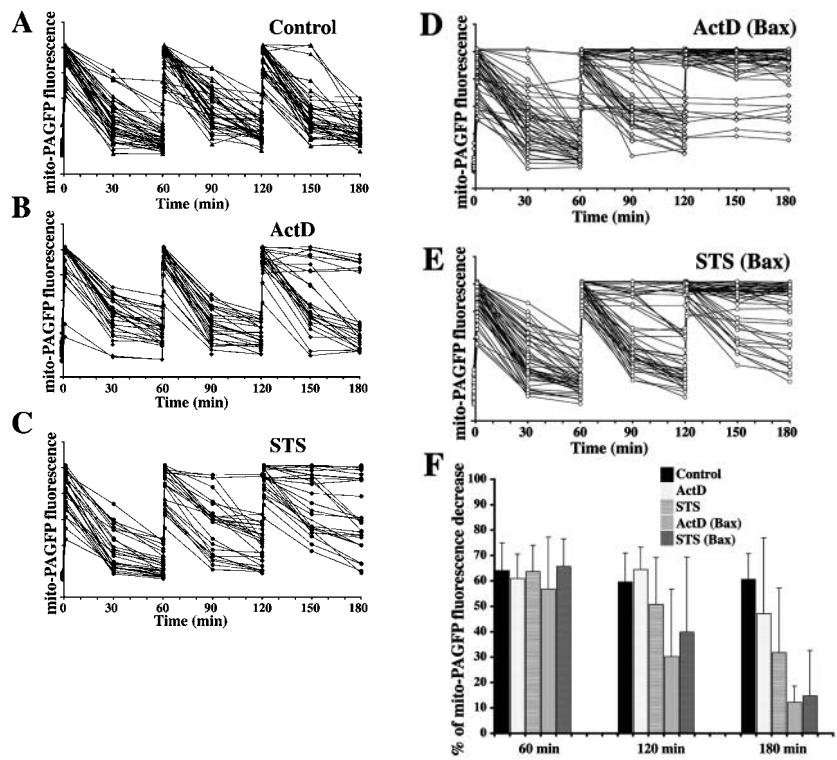 A
Control
mito-PAGFP fluorescence
0 30 60 90 120 150 180
Time (min)
B
ActD
mito-PAGFP fluorescence
0 30 60 90 120 150 180
Time (min)
C
STS
mito-PAGFP fluorescence
0 30 60 90 120 150 180
Time (min)
D
ActD (Bax)
mito-PAGFP fluorescence
0 30 60 90 120 150 180
Time (min)
E
STS (Bax)
mito-PAGFP fluorescence
0 30 60 90 120 150 180
Time (min)
F
% of mito-PAGFP fluorescence decrease
100
90
80
70
60
50
40
30
20
10
0
Control
ActD
STS
ActD (Bax)
STS (Bax)
60 min 120 min 180 min